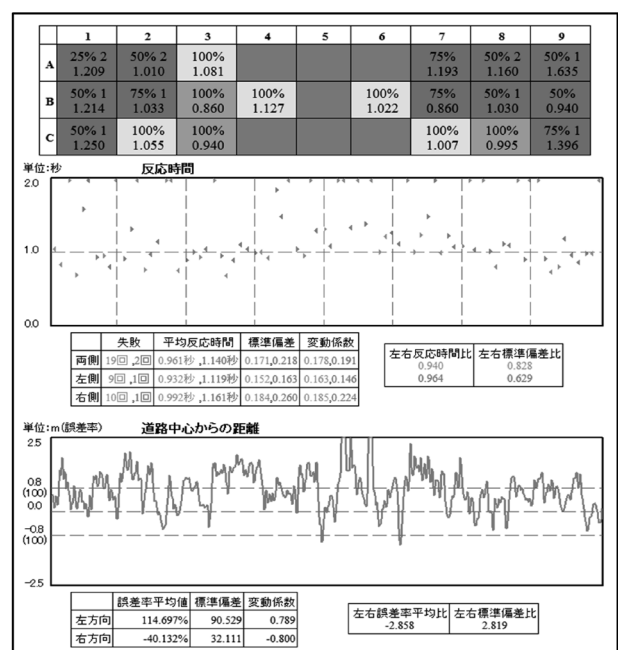 1 2 3 4 5 6 7 8 9
A 25% 2 50% 2 100% 75% 50% 2 50% 1
1.209 1.010 1.081 1.193 1.160 1.635
B 50% 1 75% 1 100% 100% 100% 75% 50% 1 50%
1.214 1.033 0.860 1.127 1.022 0.860 1.030 0.940
C 50% 1 100% 100% 100% 100% 75% 1
1.250 1.055 0.940 1.007 0.995 1.396
単位:秒 反応時間
2.0
1.0
0.0
失敗 平均反応時間 標準偏差 変動係数
両側 19回 ,2回 0.961秒 ,1.140秒 0.171,0.218 0.178,0.191
左側 9回 ,1回 0.932秒 ,1.119秒 0.152,0.163 0.163,0.146
右側 10回 ,1回 0.992秒 ,1.161秒 0.184,0.260 0.185,0.224
左右反応時間比 左右標準偏差比
0.940 0.828
0.964 0.629
単位:m(誤差率) 道路中心からの距離
2.5
0.8
(100)
0.0
-0.8
(100)
-2.5
誤差率平均値 標準偏差 変動係数
左方向 114.697% 90.529 0.789
右方向 -40.132% 32.111 -0.800
左右誤差率平均比 左右標準偏差比
-2.858 2.819